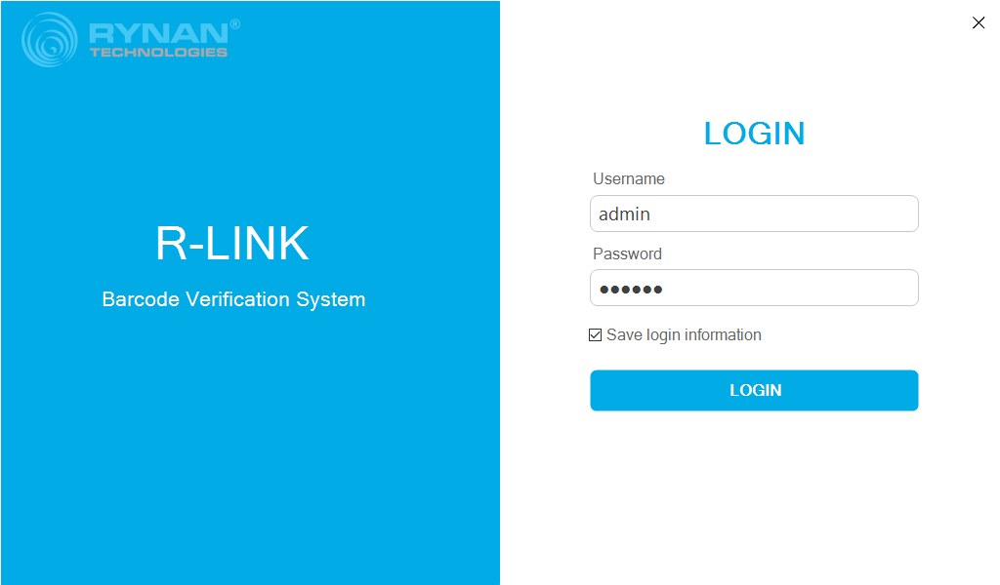 RYNAN®
TECHNOLOGIES
R-LINK
Barcode Verification System
LOGIN
Username
admin
Password
●●●●●●
Save login information
LOGIN